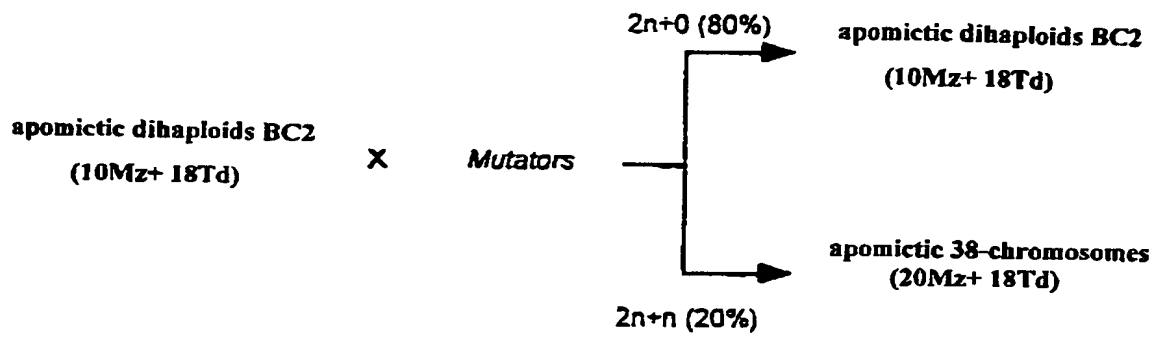 2n+0 (80%)
apomictic dihaploids BC2
(10Mz+ 18Td)
apomictic dihaploids BC2
(10Mz+ 18Td)
X
Mutators
apomictic 38-chromosomes
(20Mz+ 18Td)
2n+n (20%)